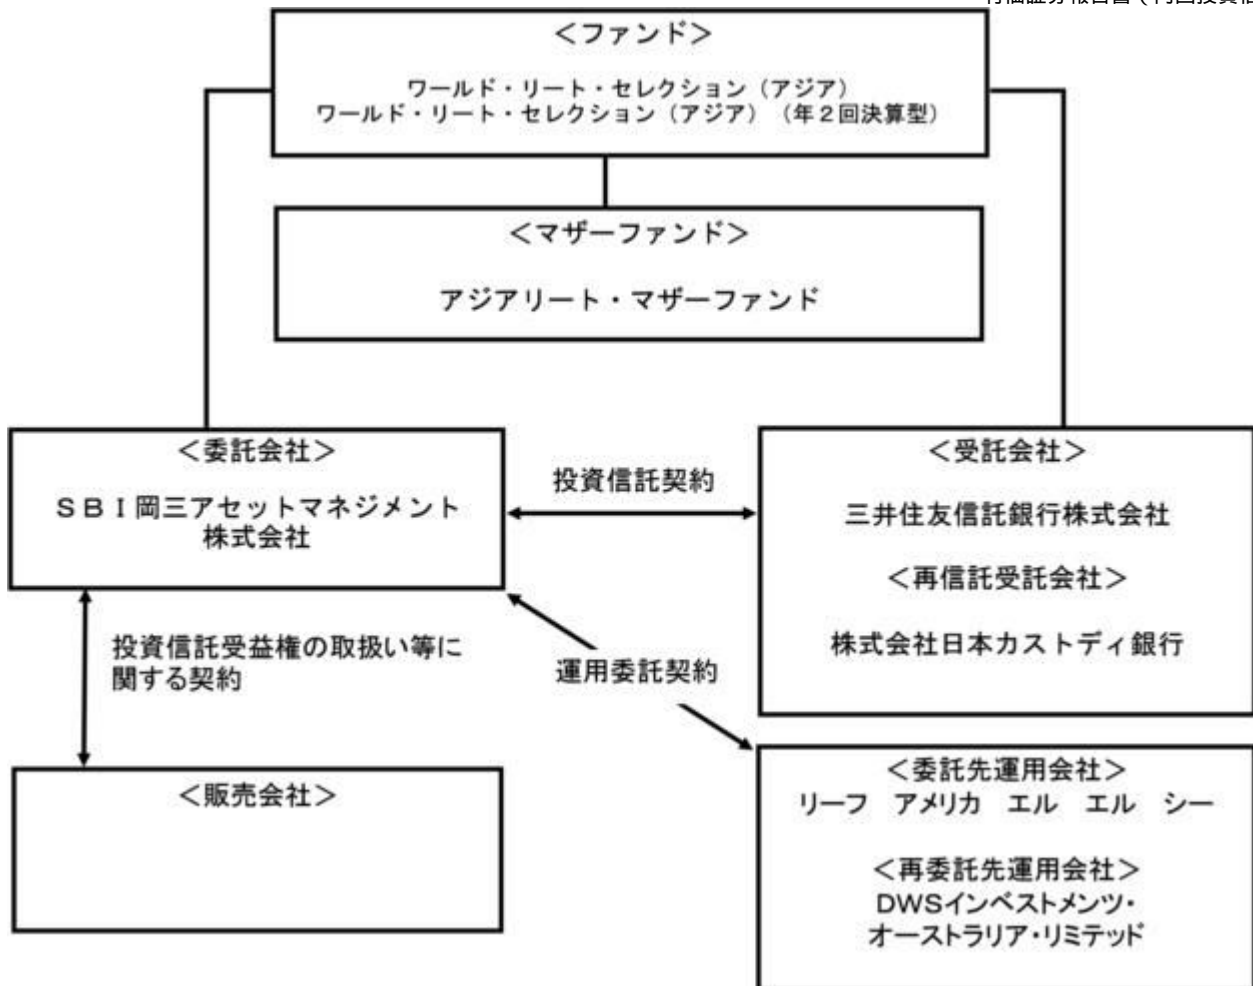 ＜ファンド＞
ワールド・リート・セレクション（アジア）
ワールド・リート・セレクション（アジア）（年２回決算型）
＜マザーファンド＞
アジアリート・マザーファンド
＜委託会社＞
ＳＢＩ岡三アセットマネジメント
株式会社
投資信託契約
＜受託会社＞
三井住友信託銀行株式会社
＜再信託受託会社＞
株式会社日本カストディ銀行
投資信託受益権の取扱い等に
関する契約
運用委託契約
＜販売会社＞
＜委託先運用会社＞
リーフ　アメリカ　エル　エル　シー
＜再委託先運用会社＞
DWSインベストメンツ・
オーストラリア・リミテッド